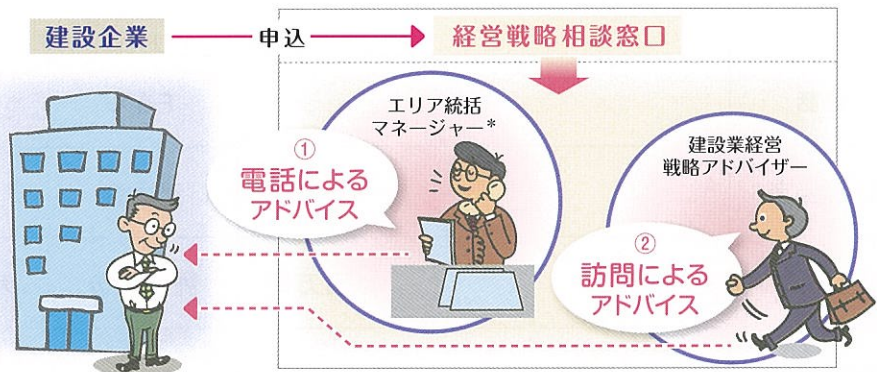 建設企業
申込
経営戦略相談窓口
エリア統括
マネージャー*
①
電話による
アドバイス
建設業経営
戦略アドバイザー
②
訪問による
アドバイス